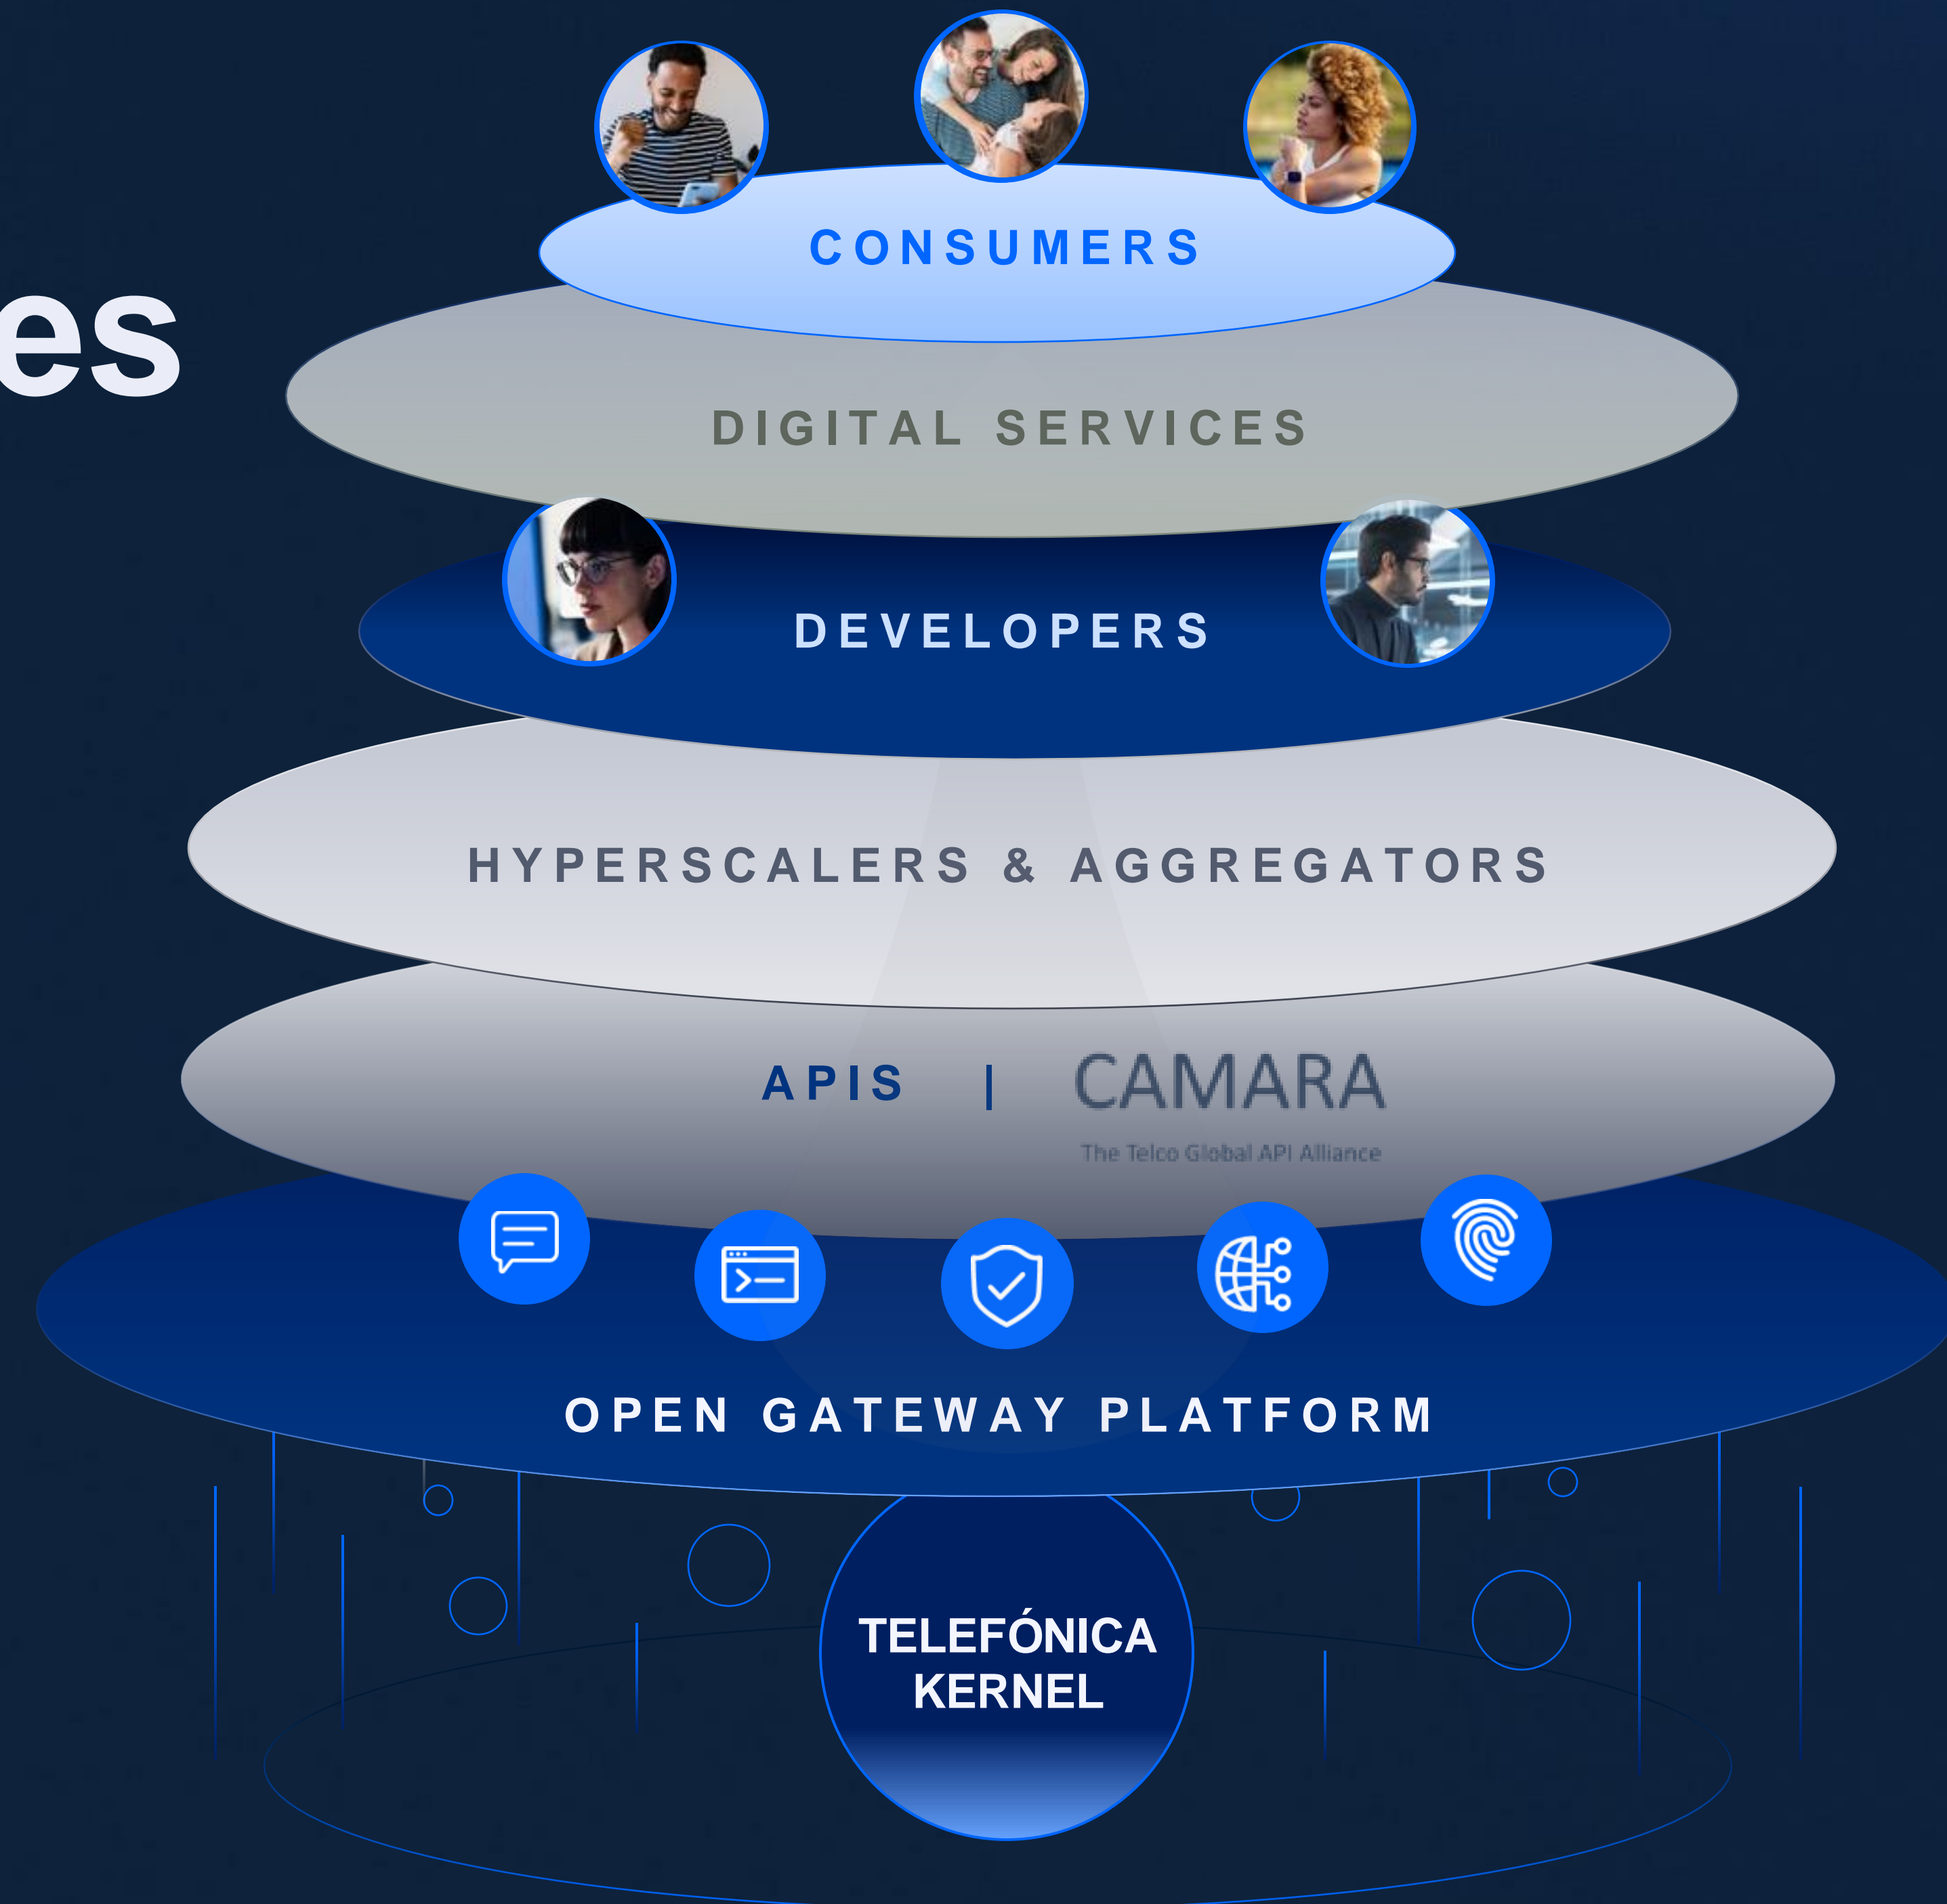 CONSUMERS
es
DIGITAL SERVICES
DEVELOPERS
HYPERSCALERS & AGGREGATORS
APIS | CAMARA
The Telco Global API Alliance
OPEN GATEWAY PLATFORM
TELEFÓNICA
KERNEL